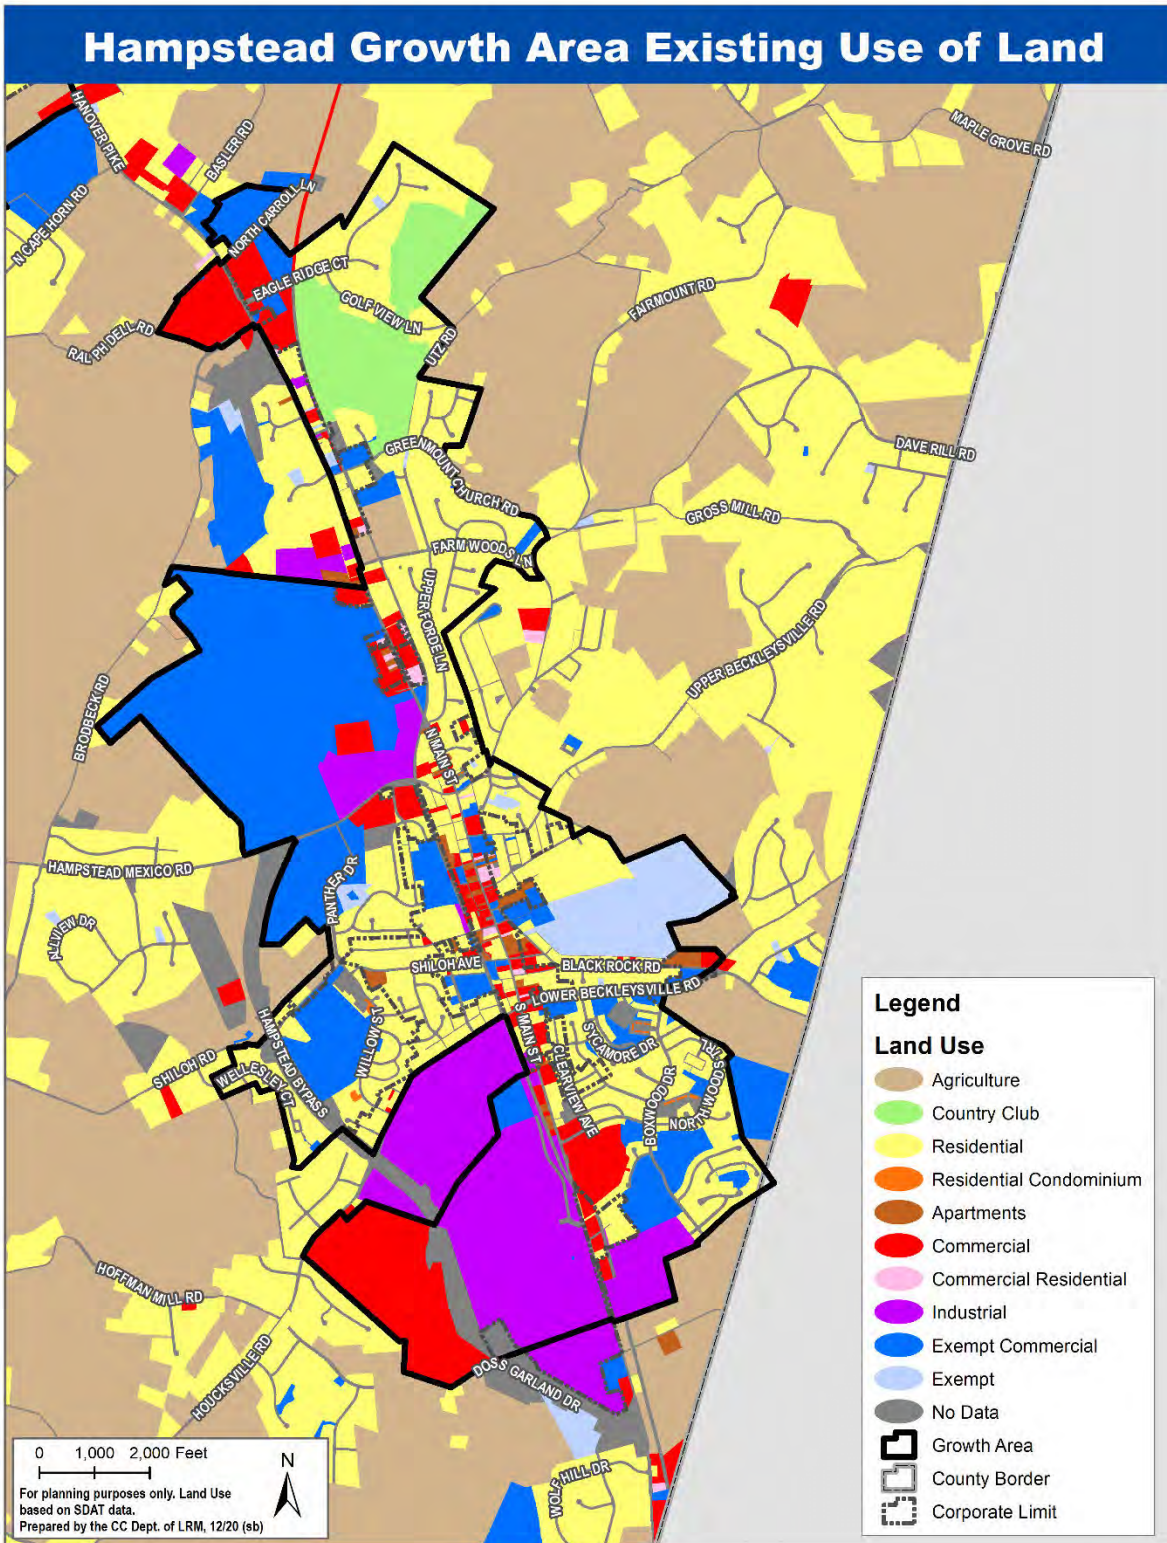 Hampstead Growth Area Existing Use of Land
MAPLE GROVE RD
HANOVER PIKE
BASLER RD
N CAPE HORN RD
NORTH CARROLL LN
EAGLE RIDGE CT
GOLF VIEW LN
FAIRMOUNT RD
RALPH DELL RD
UTZ RD
DAVE RILL RD
GREENMOUNT CHURCH RD
GROSS MILL RD
FARM WOODS LN
UPPER FORDE LN
UPPER BECKLEYSVILLE RD
BRODBECK RD
N MAIN ST
HAMPSTEAD MEXICO RD
PANTHER DR
ALLVIEW DR
SHILOH AVE
BLACK ROCK RD
LOWER BECKLEYSVILLE RD
S MAIN ST
SYCAMORE DR
WILLOW ST
HAMPSTEAD BYPASS
SHILOH RD
WELLESLEY CT
CLEARVIEW AVE
BOXWOOD DR
NORTH WOODS TRL
HOFFMAN MILL RD
HOUCKSVILLE RD
DOSS GARLAND DR
WOLF HILL DR
Legend
Land Use
Agriculture
Country Club
Residential
Residential Condominium
Apartments
Commercial
Commercial Residential
Industrial
Exempt Commercial
Exempt
No Data
Growth Area
County Border
Corporate Limit
0 1,000 2,000 Feet
N
For planning purposes only. Land Use
based on SDAT data.
Prepared by the CC Dept. of LRM, 12/20 (sb)